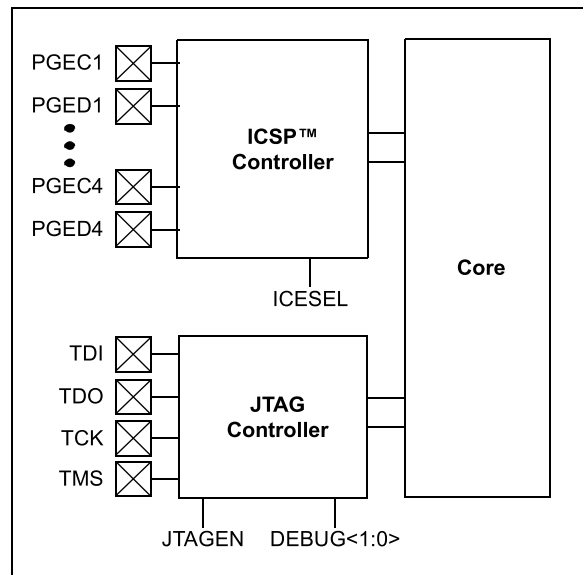 PGEC1
PGED1
PGEC4
PGED4
ICSP™
Controller
ICESEL
Core
TDI
TDO
TCK
TMS
JTAG
Controller
JTAGEN
DEBUG<1:0>